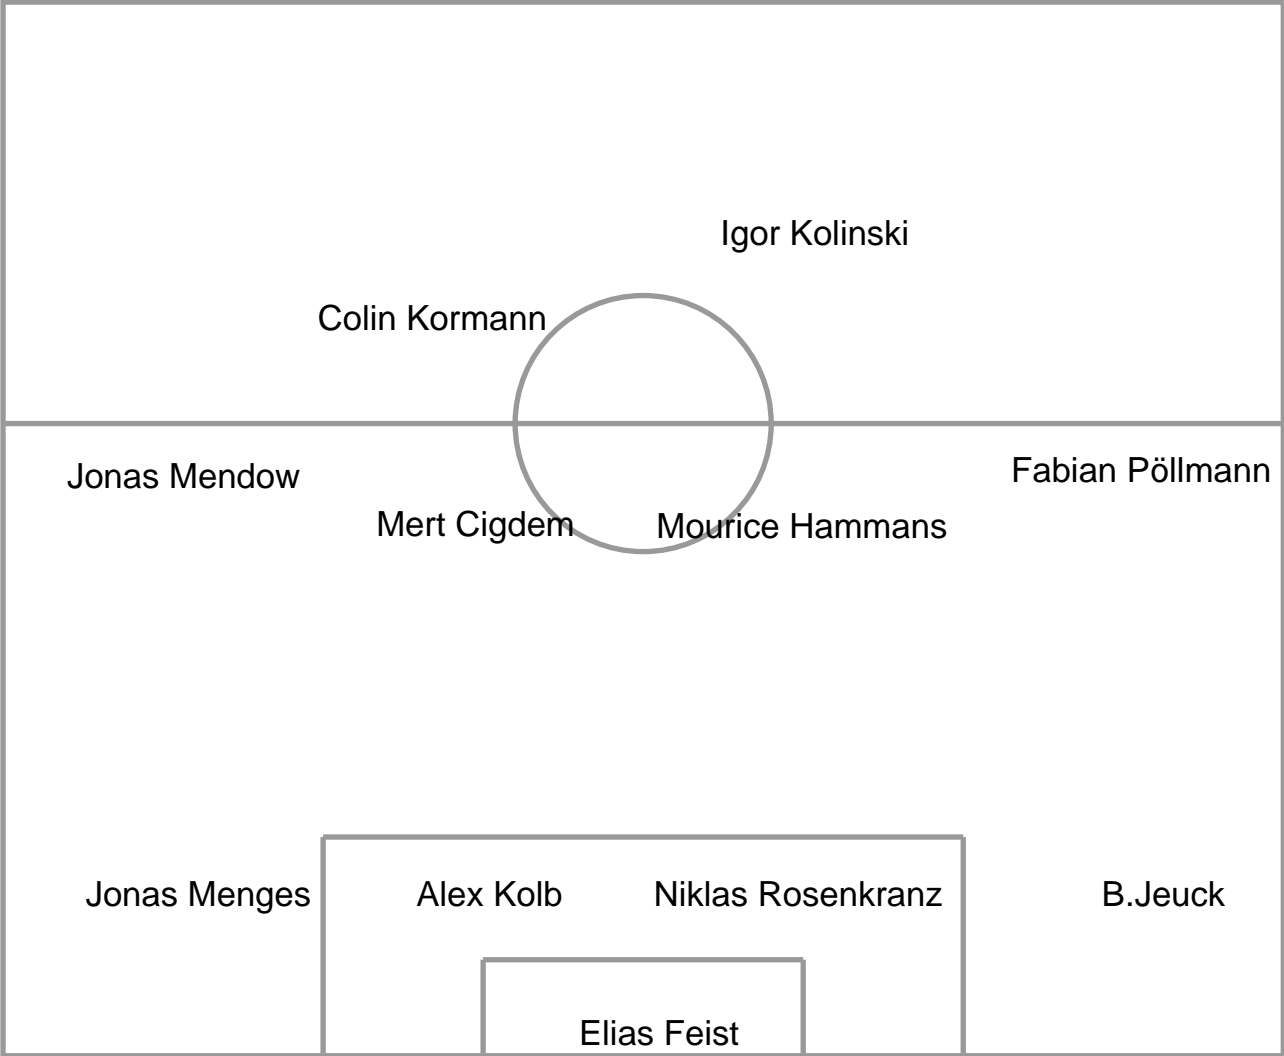 Igor Kolinski
Colin Kormann
Fabian Pöllmann
Jonas Mendow
Mert Cigdem
Mourice Hammans
Jonas Menges
Alex Kolb
Niklas Rosenkranz
B.Jeuck
Elias Feist